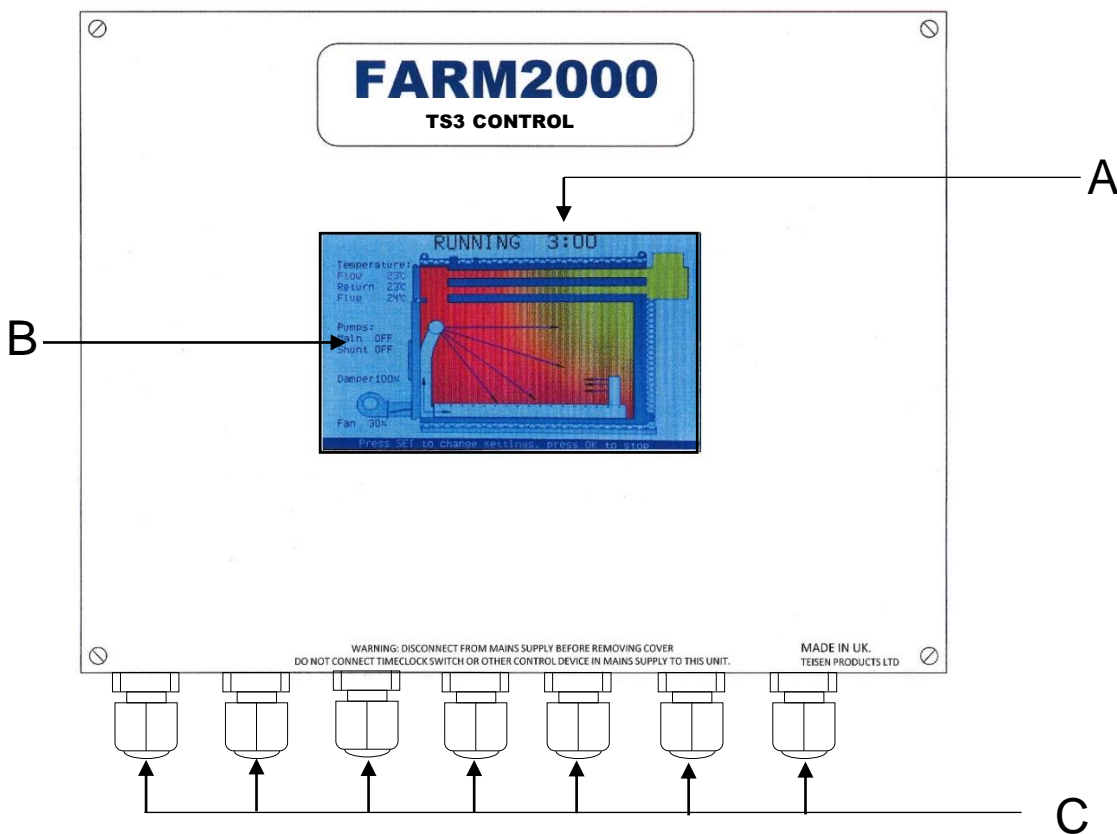 FARM2000
TS3 CONTROL
A
RUNNING 3:00
Temperature:
Flow 23℃
Return 23℃
Flue 24℃
B
Pumps:
Main OFF
Shunt OFF
Damper100%
Fan 30%
Press SET to change settings, press OK to stop
WARNING: DISCONNECT FROM MAINS SUPPLY BEFORE REMOVING COVER
DO NOT CONNECT TIMECLOCK SWITCH OR OTHER CONTROL DEVICE IN MAINS SUPPLY TO THIS UNIT.
MADE IN UK.
TEISEN PRODUCTS LTD
C